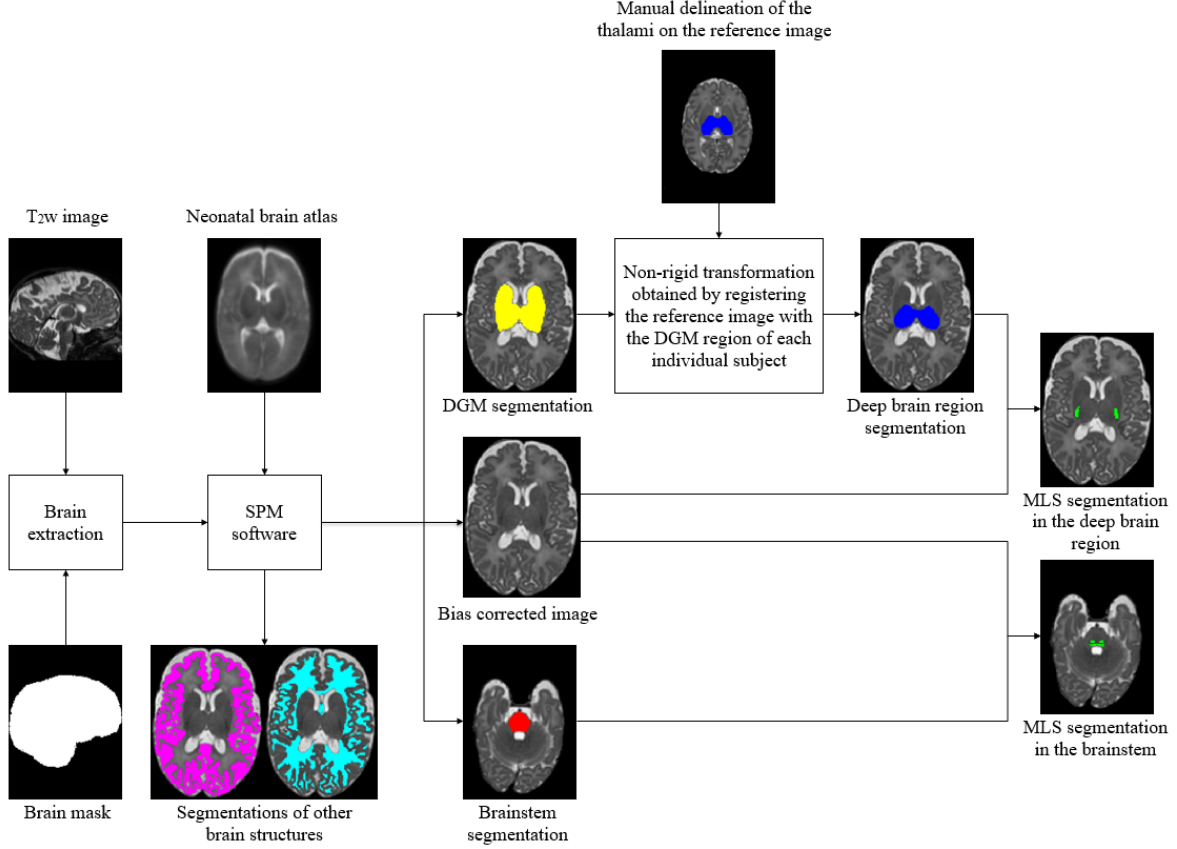 Manual delineation of the
thalami on the reference image
T2w image
Neonatal brain atlas
Non-rigid transformation
obtained by registering
the reference image with
the DGM region of each
individual subject
DGM segmentation
Deep brain region
segmentation
Brain
extraction
SPM
software
MLS segmentation
in the deep brain
region
Bias corrected image
MLS segmentation
in the brainstem
Brain mask
Segmentations of other
brain structures
Brainstem
segmentation